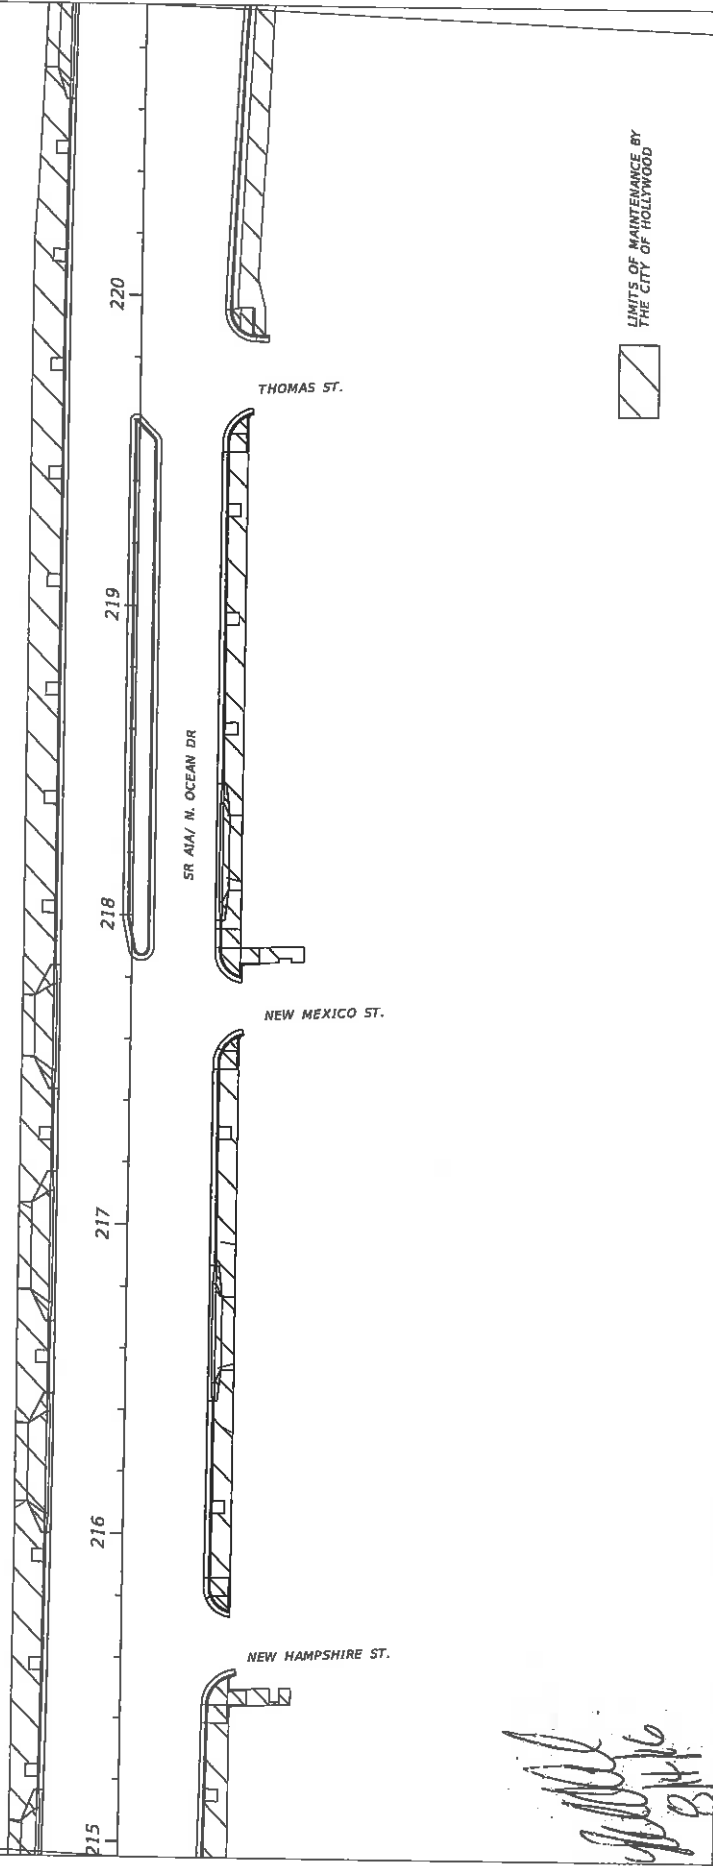 220
LIMITS OF MAINTENANCE BY
THE CITY OF HOLLYWOOD
THOMAS ST.
219
SR A1A/ N. OCEAN DR
218
NEW MEXICO ST.
217
216
NEW HAMPSHIRE ST.
215